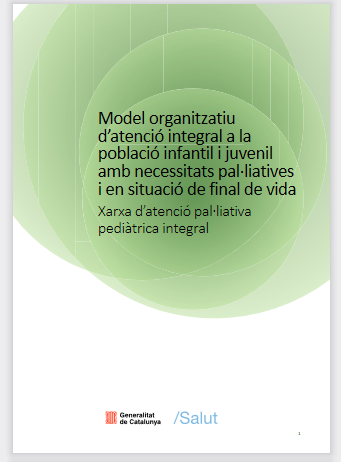 Model organitzatiu
d'atenció integral a la
població infantil i juvenil
amb necessitats pal·liatives
i en situació de final de vida
Xarxa d'atenció pal·liativa
pediàtrica integral
Generalitat
de Catalunya
/Salut
1